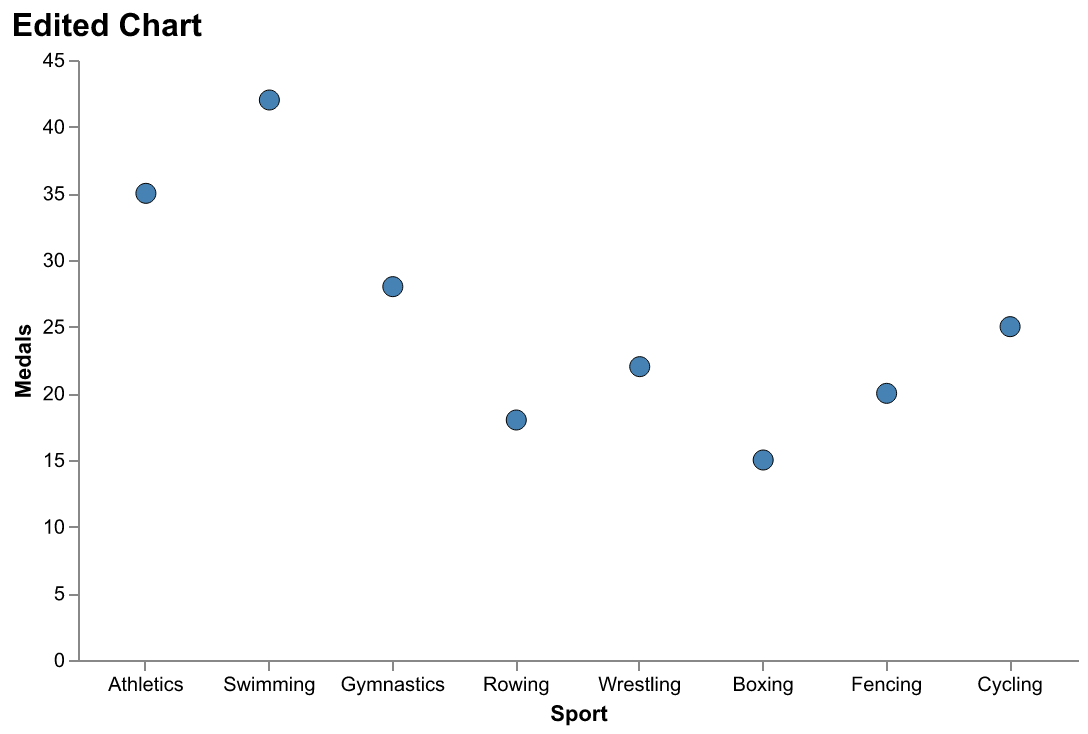 Edited Chart
45
40
35
30
25
20
15
10
5
0
Medals
Athletics Swimming Gymnastics Rowing Wrestling Boxing Fencing Cycling
Sport